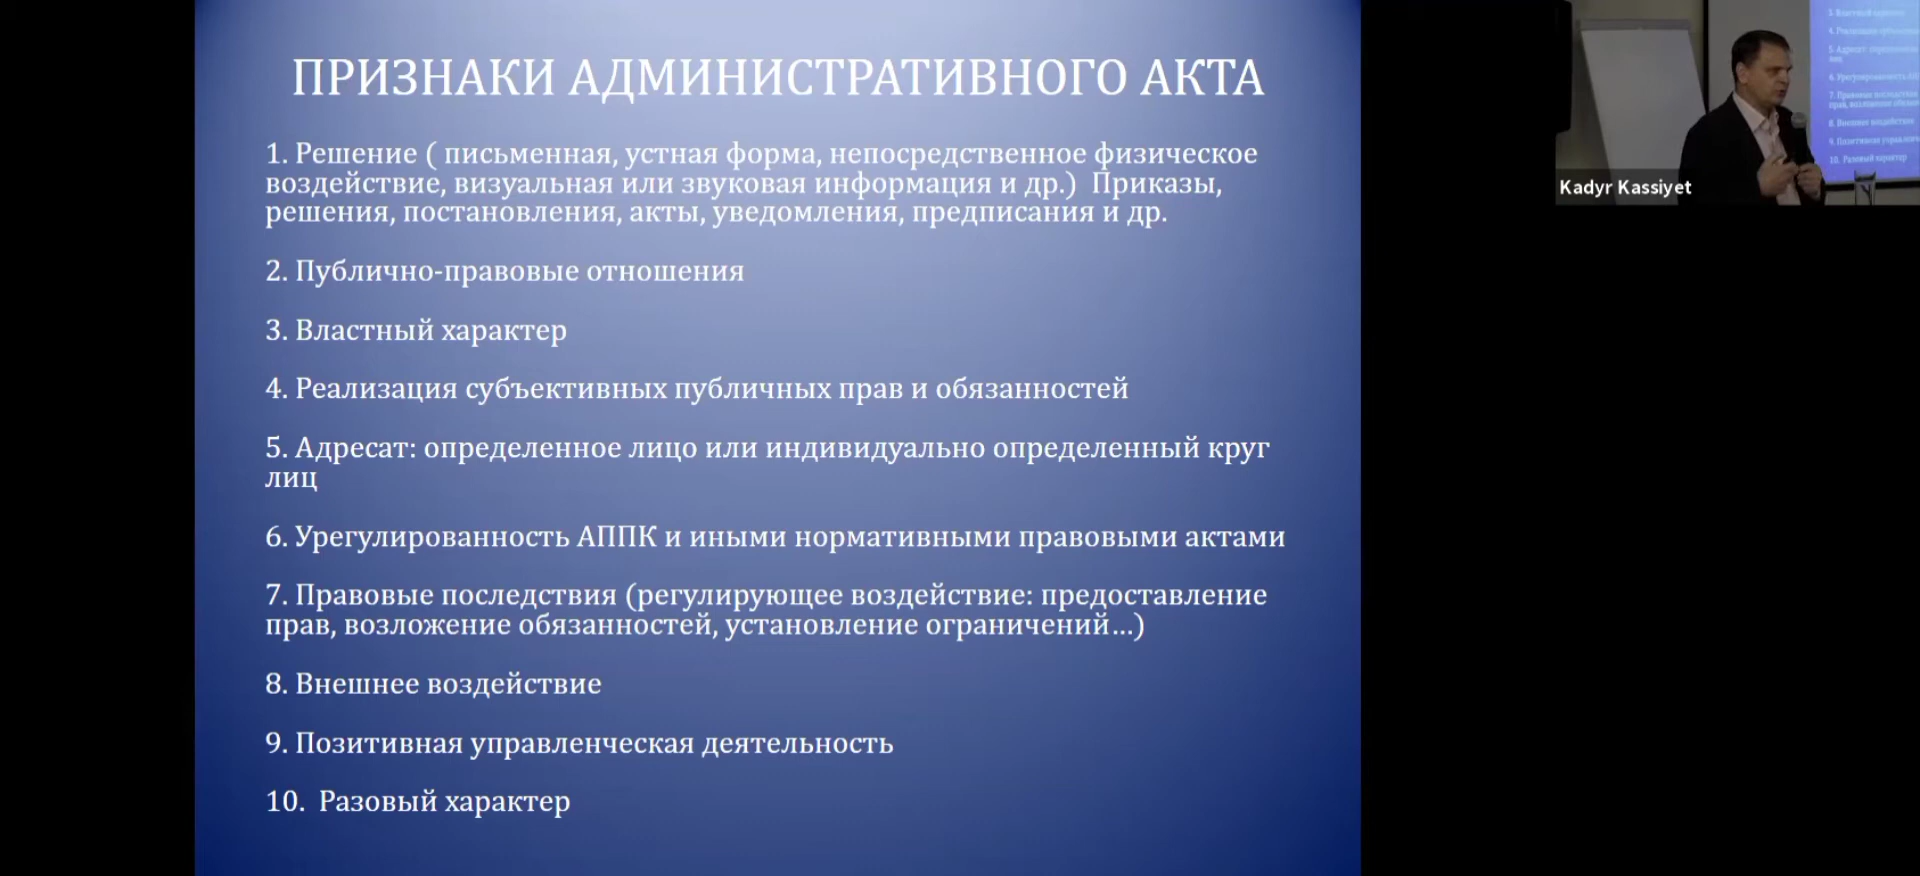 ПРИЗНАКИ АДМИНИСТРАТИВНОГО АКТА
1. Решение ( письменная, устная форма, непосредственное физическое
воздействие, визуальная или звуковая информация и др.)  Приказы,
решения, постановления, акты, уведомления, предписания и др.
2. Публично-правовые отношения
3. Властный характер
4. Реализация субъективных публичных прав и обязанностей
5. Адресат: определенное лицо или индивидуально определенный круг
лиц
6. Урегулированность АППК и иными нормативными правовыми актами
7. Правовые последствия (регулирующее воздействие: предоставление
прав, возложение обязанностей, установление ограничений…)
8. Внешнее воздействие
9. Позитивная управленческая деятельность
10.  Разовый характер
Kadyr Kassiyet